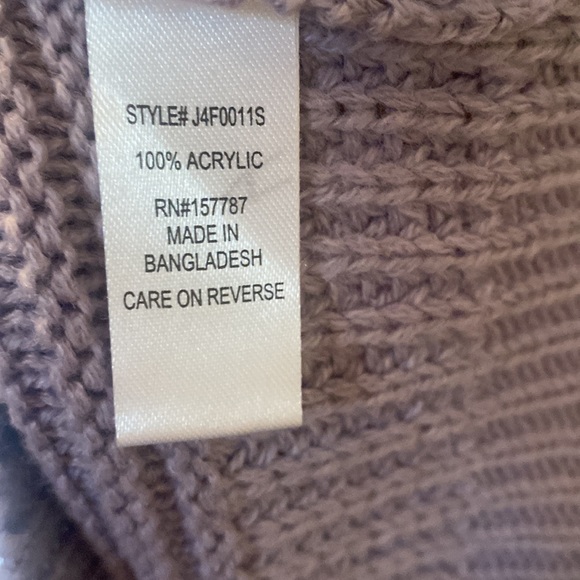 STYLE# J4F0011S
100% ACRYLIC
RN#157787
MADE IN
BANGLADESH
CARE ON REVERSE